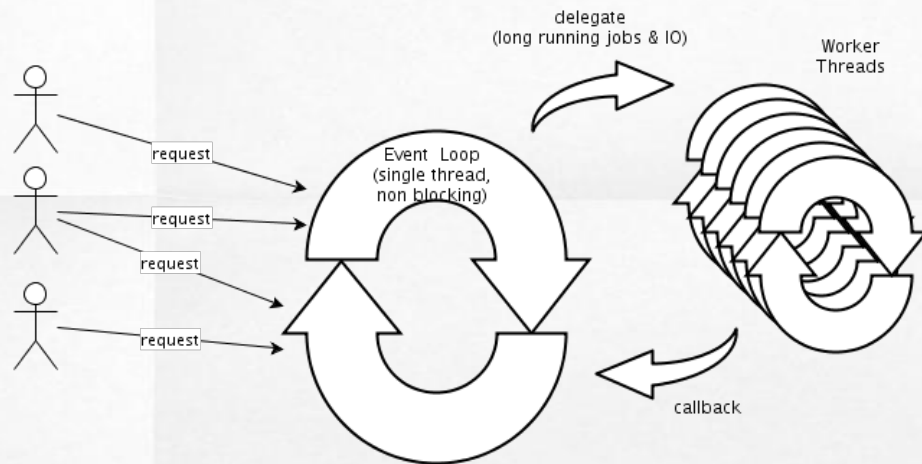 delegate
(long running jobs & IO)
Worker
Threads
request
Event Loop
(single thread,
non blocking)
request
request
request
callback